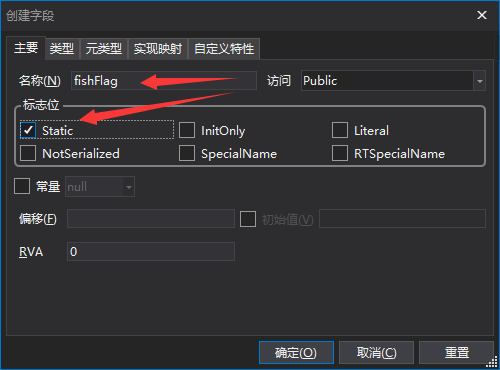 创建字段
主要 类型 元类型 实现映射 自定义特性
名称(N) fishFlag 访问 Public
标志位
Static InitOnly Literal
NotSerialized SpecialName RTSpecialName
常量 null
偏移(F) 初始值(V)
RVA 0
确定(O) 取消(C) 重置